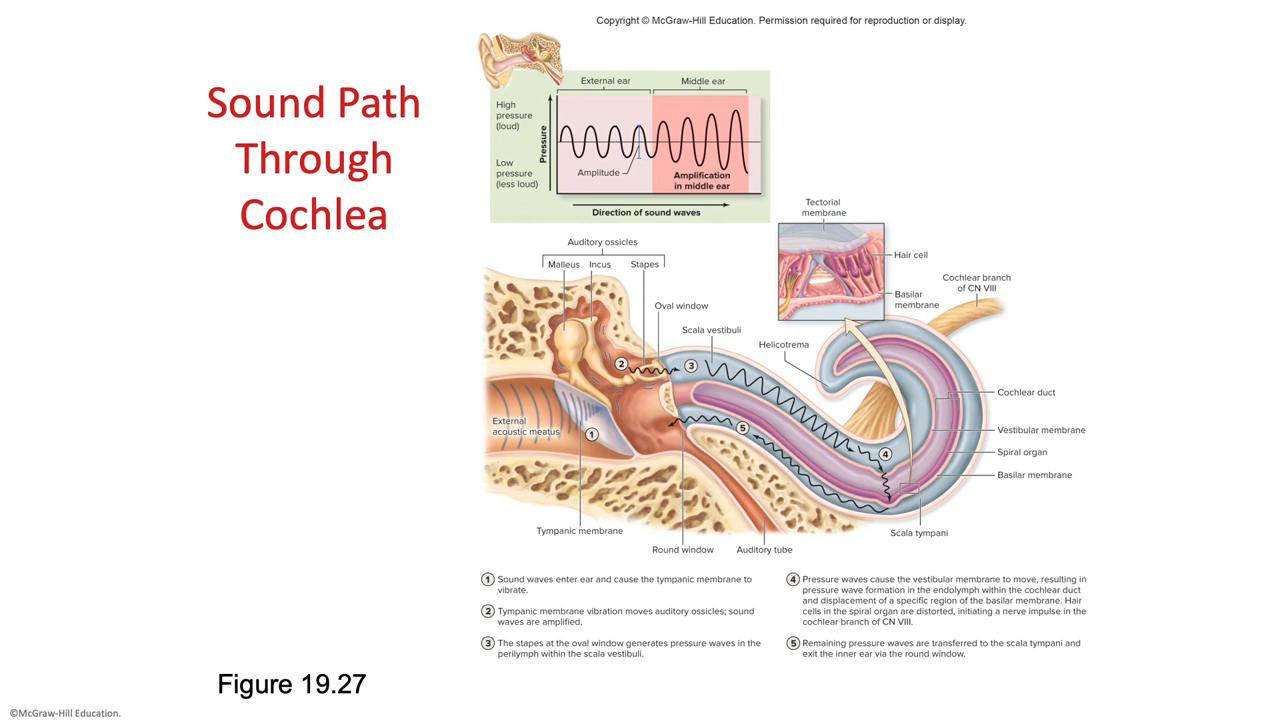 Copyright © McGraw-Hill Education. Permission required for reproduction or display.
Sound Path
Through
Cochlea
External ear
Middle ear
High
pressure
(loud)
Low
pressure
(less loud)
Pressure
Amplitude
Amplification
in middle ear
Direction of sound waves
Tectorial
membrane
Hair cell
Basilar
membrane
Cochlear branch
of CN VIII
Auditory ossicles
Malleus
Incus
Stapes
Oval window
Scala vestibuli
Helicotrema
2
3
Cochlear duct
External
acoustic meatus
1
5
Vestibular membrane
4
Spiral organ
Basilar membrane
Tympanic membrane
Scala tympani
Round window
Auditory tube
1 Sound waves enter ear and cause the tympanic membrane to
vibrate.
2 Tympanic membrane vibration moves auditory ossicles; sound
waves are amplified.
3 The stapes at the oval window generates pressure waves in the
perilymph within the scala vestibuli.
4 Pressure waves cause the vestibular membrane to move, resulting in
pressure wave formation in the endolymph within the cochlear duct
and displacement of a specific region of the basilar membrane. Hair
cells in the spiral organ are distorted, initiating a nerve impulse in the
cochlear branch of CN VIII.
5 Remaining pressure waves are transferred to the scala tympani and
exit the inner ear via the round window.
Figure 19.27
©McGraw-Hill Education.